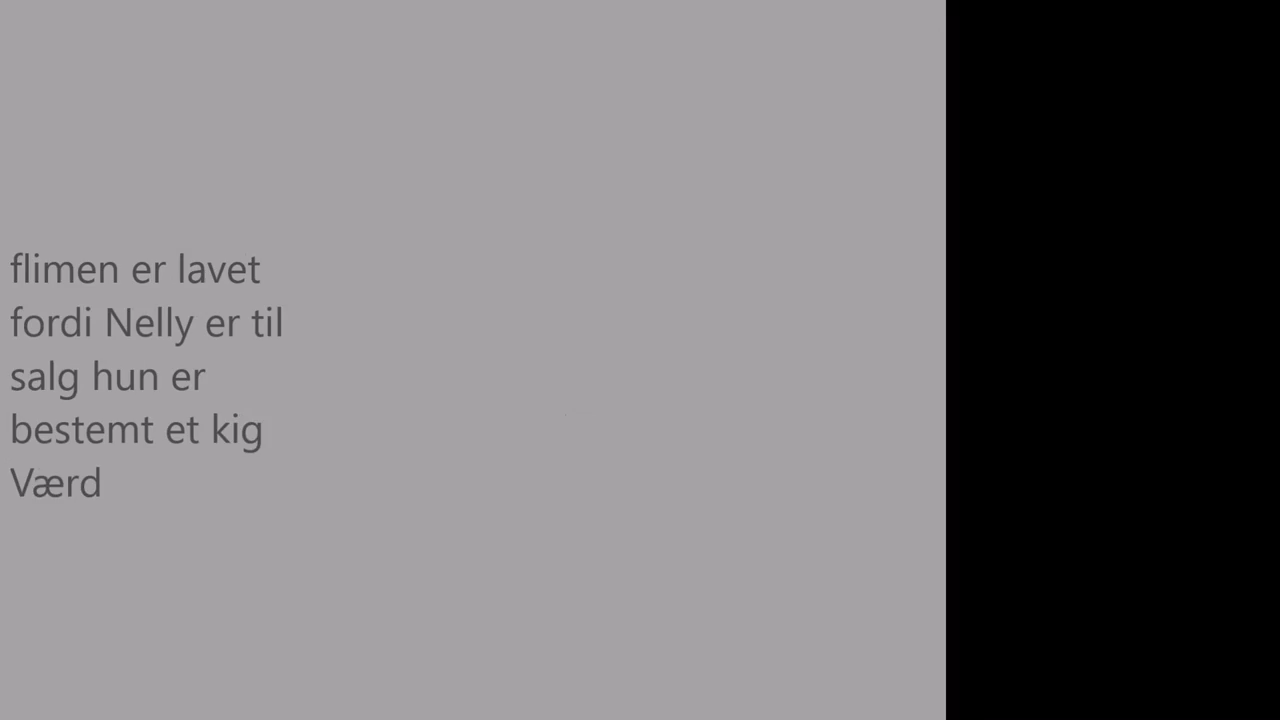 flimen er lavet
fordi Nelly er til
salg hun er
bestemt et kig
Værd